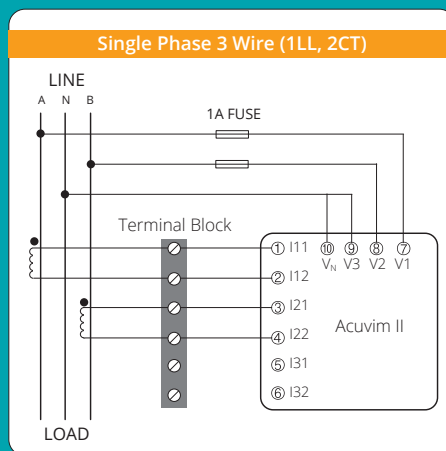 Single Phase 3 Wire (1LL, 2CT)
LINE
A N B
1A FUSE
Terminal Block
① I11 ⑩ ⑨ ⑧ ⑦
VN V3 V2 V1
② I12
③ I21
Acuvim II
④ I22
⑤ I31
⑥ I32
LOAD